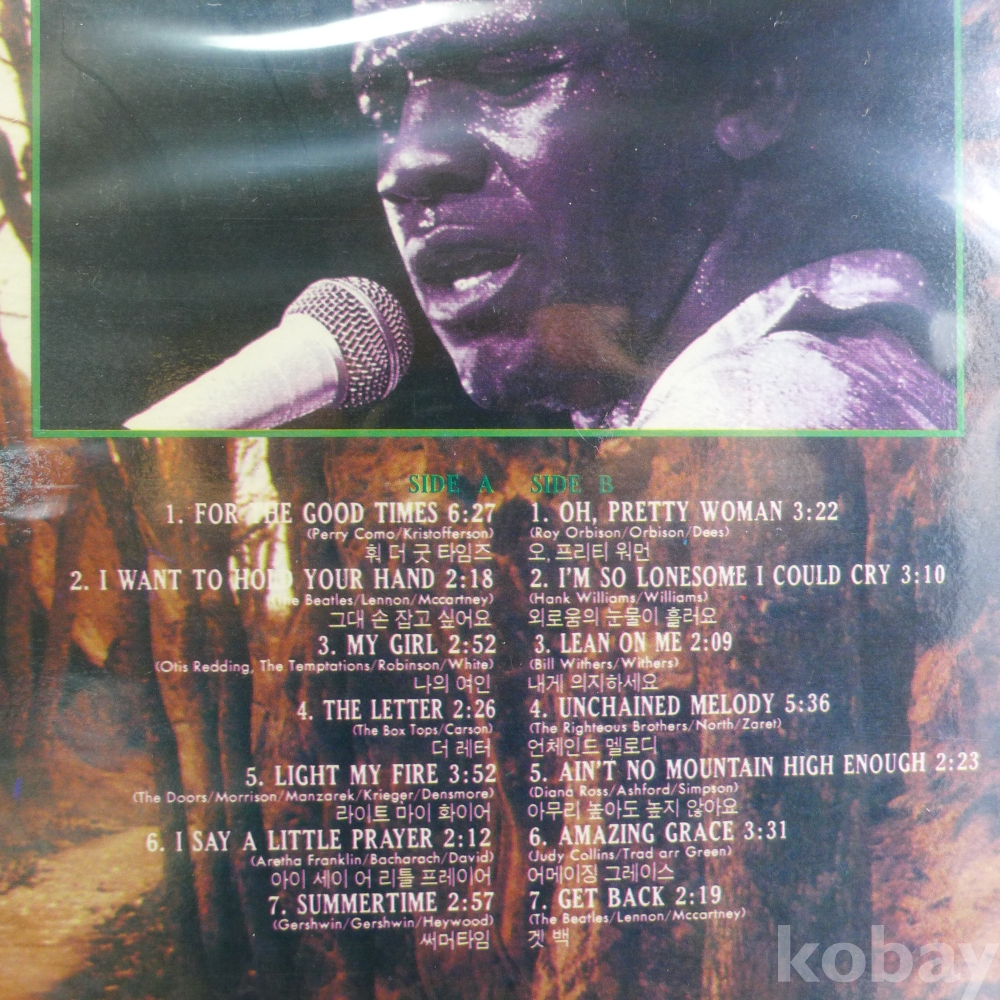 SIDE A
1. FOR THE GOOD TIMES 6:27
(Perry Como/Kristofferson)
훠 더 굿 타임즈
2. I WANT TO HOLD YOUR HAND 2:18
(The Beatles/Lennon/Mccartney)
그대 손 잡고 싶어요
3. MY GIRL 2:52
(Otis Redding, The Temptations/Robinson/White)
나의 여인
4. THE LETTER 2:26
(The Box Tops/Carson)
더 레터
5. LIGHT MY FIRE 3:52
(The Doors/Morrison/Manzarek/Krieger/Densmore)
라이트 마이 화이어
6. I SAY A LITTLE PRAYER 2:12
(Aretha Franklin/Bacharach/David)
아이 세이 어 리틀 프레이어
7. SUMMERTIME 2:57
(Gershwin/Gershwin/Heywood)
써머타임
SIDE B
1. OH, PRETTY WOMAN 3:22
(Roy Orbison/Orbison/Dees)
오, 프리티 워먼
2. I'M SO LONESOME I COULD CRY 3:10
(Hank Williams/Williams)
외로움의 눈물이 흘러요
3. LEAN ON ME 2:09
(Bill Withers/Withers)
내게 의지하세요
4. UNCHAINED MELODY 5:36
(The Righteous Brothers/North/Zaret)
언체인드 멜로디
5. AIN'T NO MOUNTAIN HIGH ENOUGH 2:23
(Diana Ross/Ashford/Simpson)
아무리 높아도 높지 않아요
6. AMAZING GRACE 3:31
(Judy Collins/Trad arr Green)
어메이징 그레이스
7. GET BACK 2:19
(The Beatles/Lennon/Mccartney)
겟 백
kobay